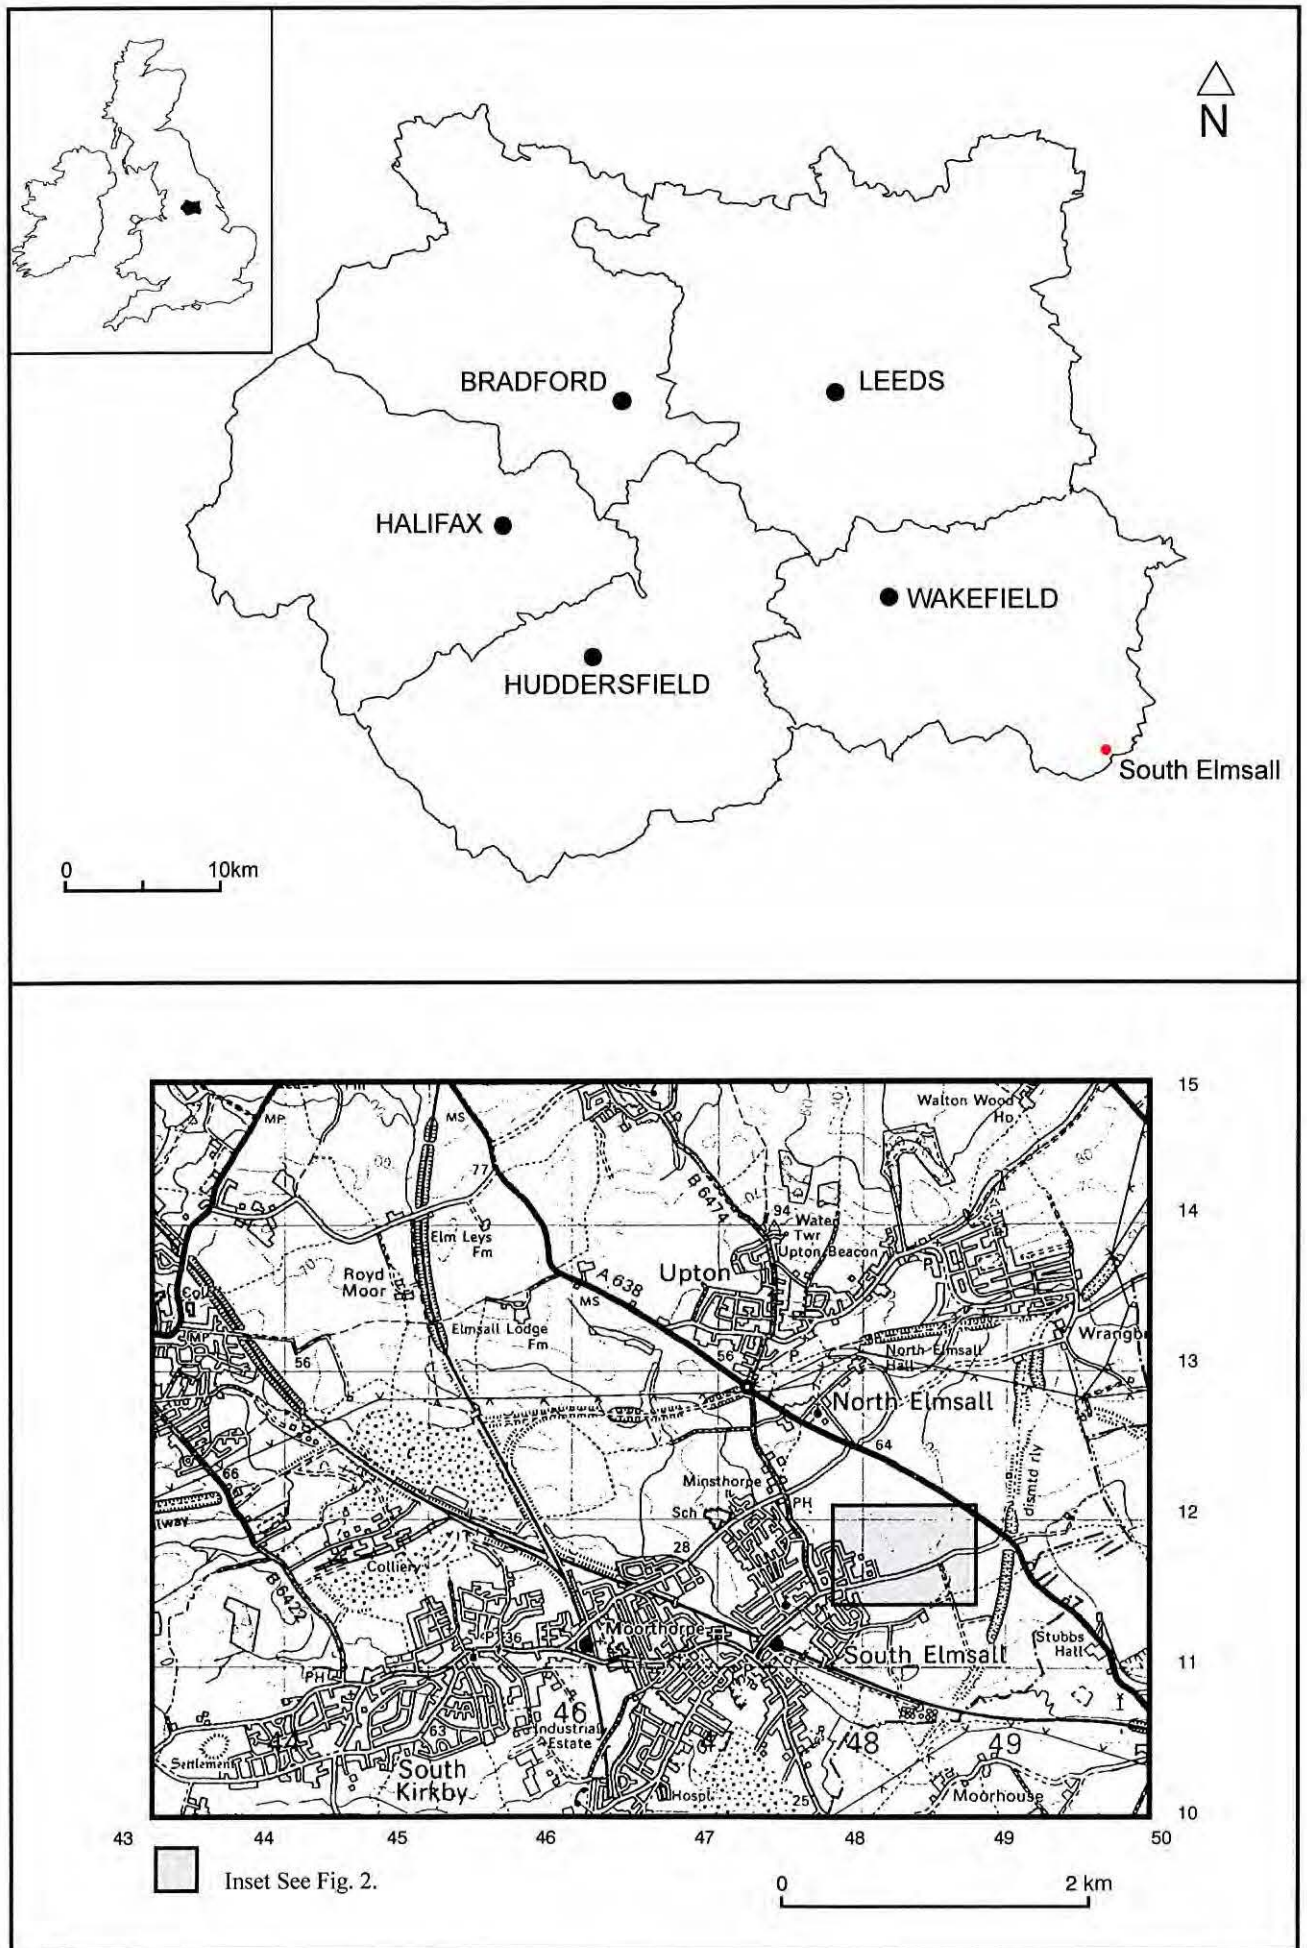 N
BRADFORD
LEEDS
HALIFAX
WAKEFIELD
HUDDERSFIELD
South Elmsall
0 10km
15
Walton Wood
Ho
MP
MS
77
80
B 6474
94
Water
Twr
14
Elm Leys
Fm
Upton Beacon
Royd
Moor
70
Upton
P
A 638
MS
Elmsall Lodge
Fm
MP
56
56
P
North Elmsall
Hall
13
North Elmsall
64
66
Minsthorpe
PH
Sch
dismtd rly
12
28
Colliery
B 6422
Moorthorpe
36
Stubbs
Hall
South Elmsall
11
PH
46
Industrial
Estate
63
44
48
49
Settlement
South
Kirkby
Hospl
25
Moorhouse
10
43 44 45 46 47 48 49 50
Inset See Fig. 2.
0 2 km